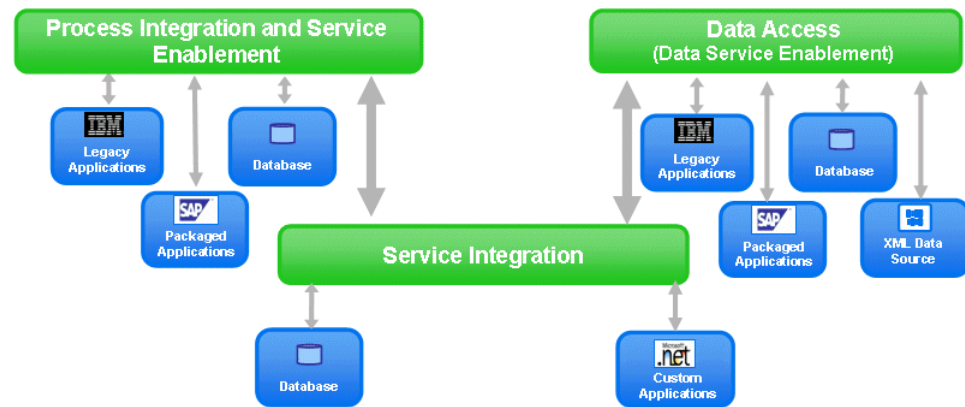 Process Integration and Service
Enablement
Data Access
(Data Service Enablement)
IBM
Legacy
Applications
Database
SAP
Packaged
Applications
IBM
Legacy
Applications
Database
SAP
Packaged
Applications
XML Data
Source
Service Integration
Database
Microsoft
.net
Custom
Applications